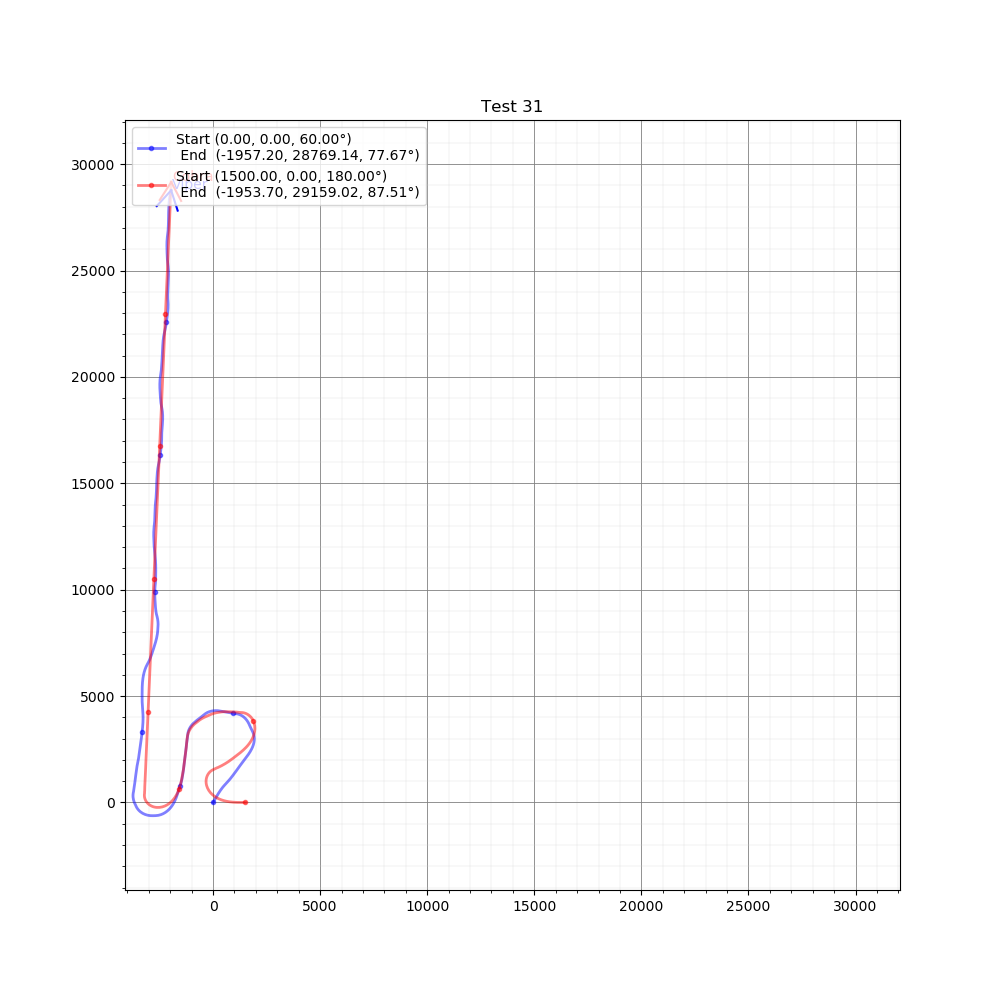 Test 31
Start (0.00, 0.00, 60.00°)
End (-1957.20, 28769.14, 77.67°)
Start (1500.00, 0.00, 180.00°)
End (-1953.70, 29159.02, 87.51°)
30000
25000
20000
15000
10000
5000
0
0 5000 10000 15000 20000 25000 30000